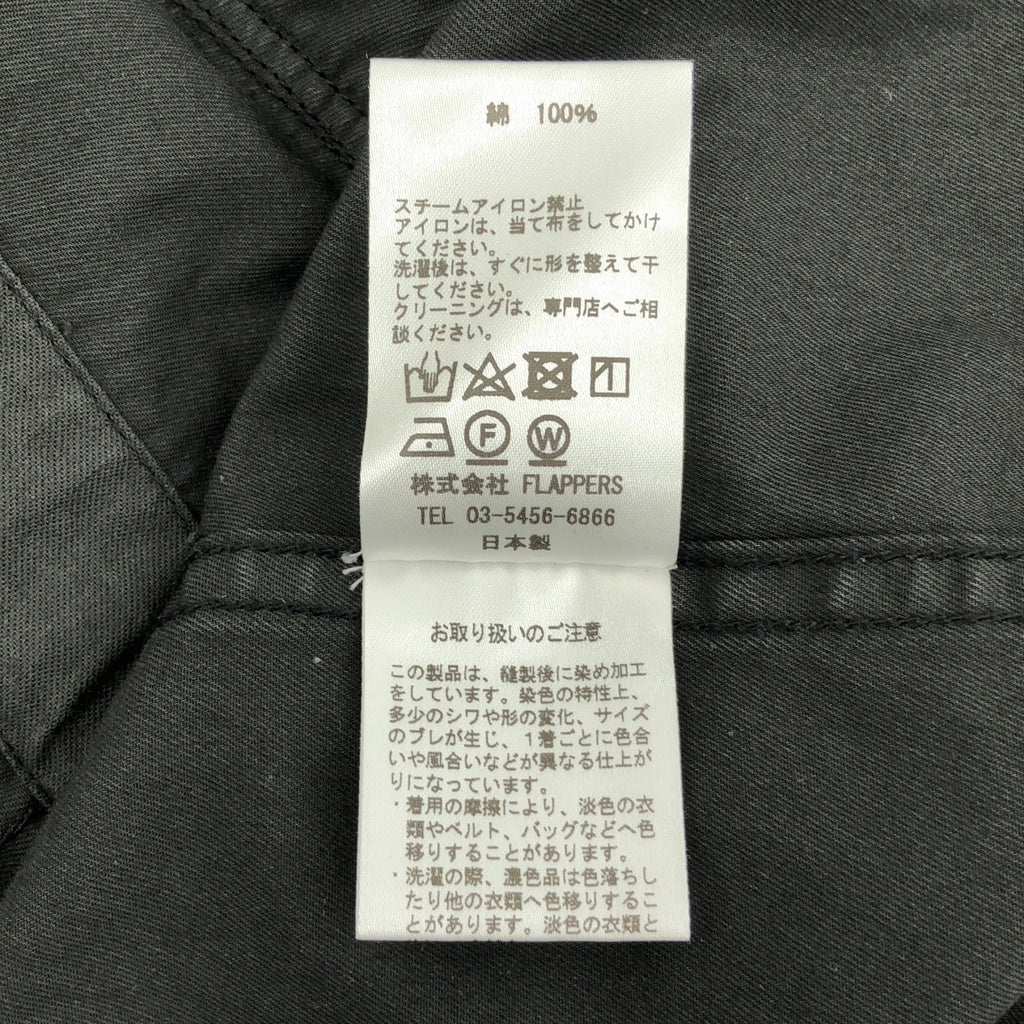 綿 100%
スチームアイロン禁止
アイロンは、当て布をしてかけ
てください。
洗濯後は、すぐに形を整えて干
してください。
クリーニングは、専門店へご相
談ください。
F W
株式会社 FLAPPERS
TEL 03-5456-6866
日本製
お取り扱いのご注意
この製品は、縫製後に染め加工
をしています。染色の特性上、
多少のシワや形の変化、サイズ
のブレが生じ、1着ごとに色合
いや風合いなどが異なる仕上が
りになっています。
・着用の摩擦により、淡色の衣
類やベルト、バッグなどへ色
移りすることがあります。
・洗濯の際、濃色品は色落ちし
たり他の衣類へ色移りするこ
とがあります。淡色の衣類と